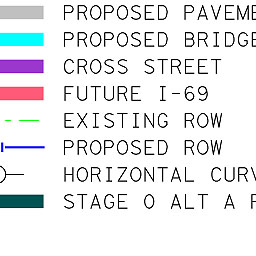 PROPOSED PAVEME
PROPOSED BRIDGE
CROSS STREET
FUTURE I-69
EXISTING ROW
PROPOSED ROW
HORIZONTAL CURV
STAGE 0 ALT A